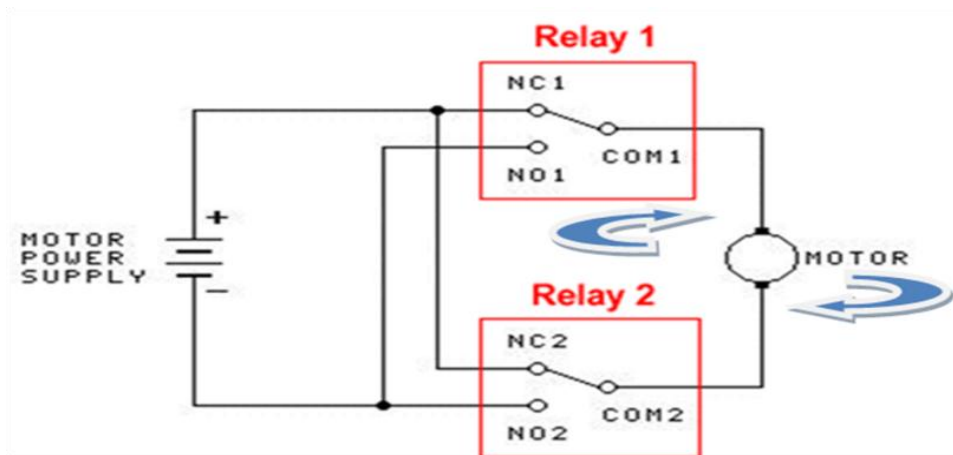 Relay 1
NC1
COM1
NO1
+
MOTOR
POWER
SUPPLY
−
MOTOR
Relay 2
NC2
COM2
NO2